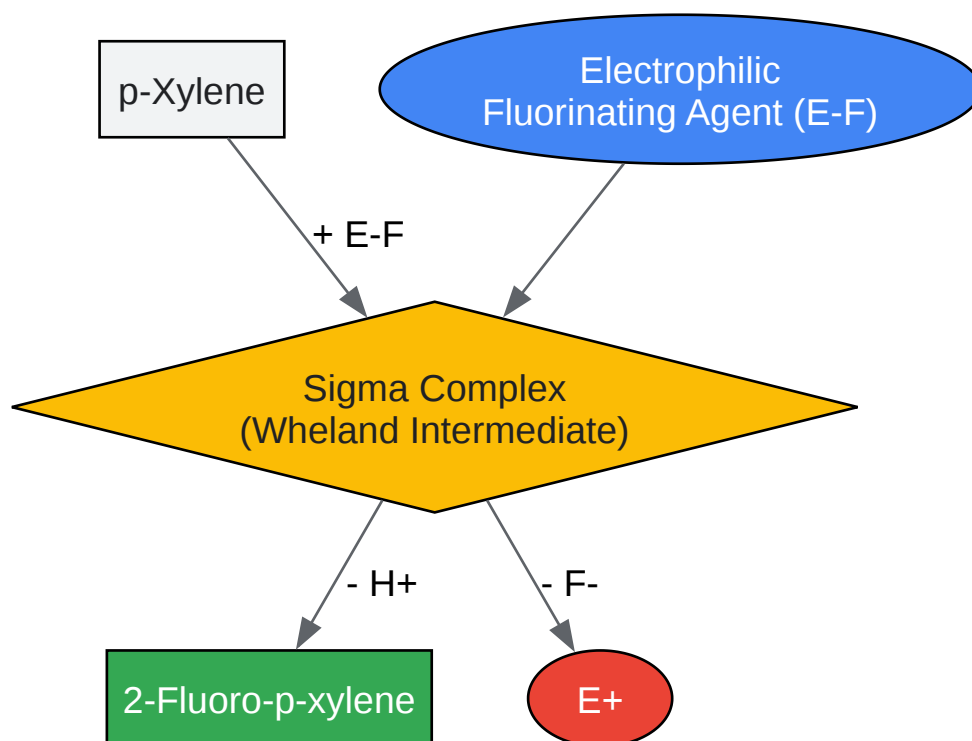 p-Xylene
Electrophilic
Fluorinating Agent (E-F)
+ E-F
Sigma Complex
(Wheland Intermediate)
- H+
- F-
2-Fluoro-p-xylene
E+